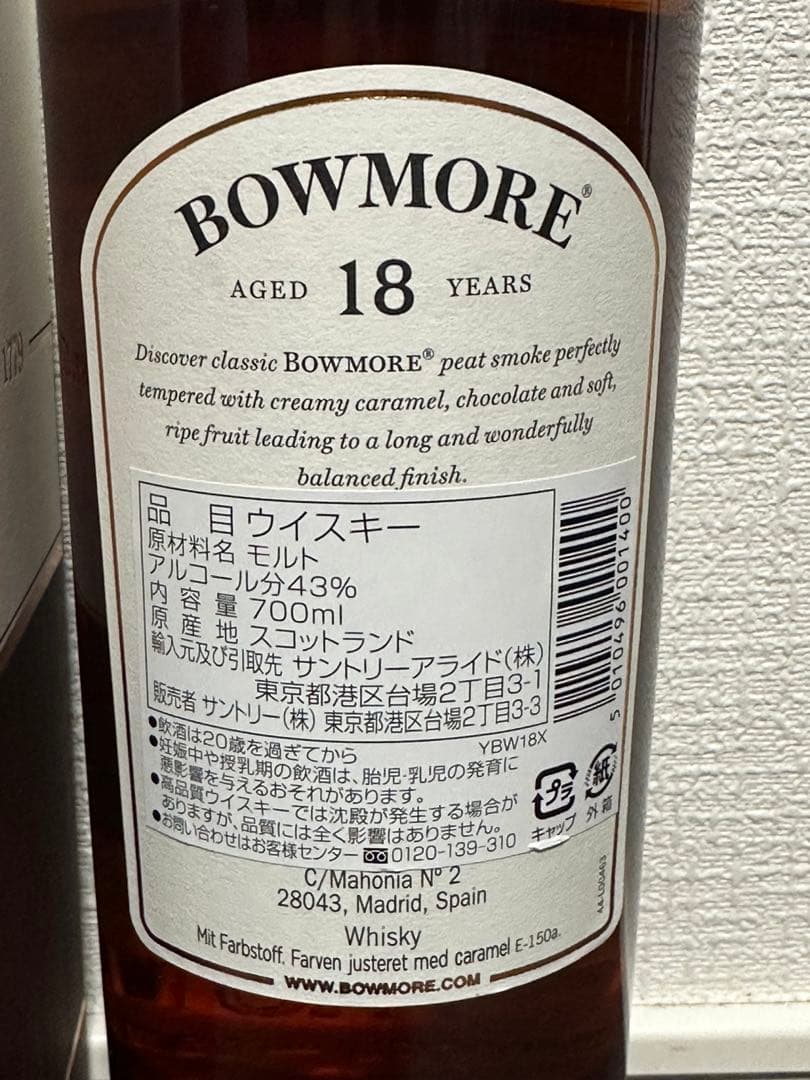 1779
BOWMORE®
AGED 18 YEARS
Discover classic BOWMORE® peat smoke perfectly
tempered with creamy caramel, chocolate and soft,
ripe fruit leading to a long and wonderfully
balanced finish.
品 目 ウイスキー
原材料名 モルト
アルコール分43%
内 容 量 700ml
原 産 地 スコットランド
輸入元及び引取先 サントリーアライド(株)
東京都港区台場2丁目3-1
販売者 サントリー(株) 東京都港区台場2丁目3-3
5 010496 001400
YBW18X
●飲酒は20歳を過ぎてから
●妊娠中や授乳期の飲酒は、胎児・乳児の発育に
悪影響を与えるおそれがあります。
●高品質ウイスキーでは沈殿が発生する場合が
ありますが、品質には全く影響はありません。
●お問い合わせはお客様センター 0120-139-310
プラ
キャップ
紙
外箱
C/Mahonia Nº 2
28043, Madrid, Spain
Whisky
Mit Farbstoff. Farven justeret med caramel E-150a.
WWW.BOWMORE.COM
44-L00463